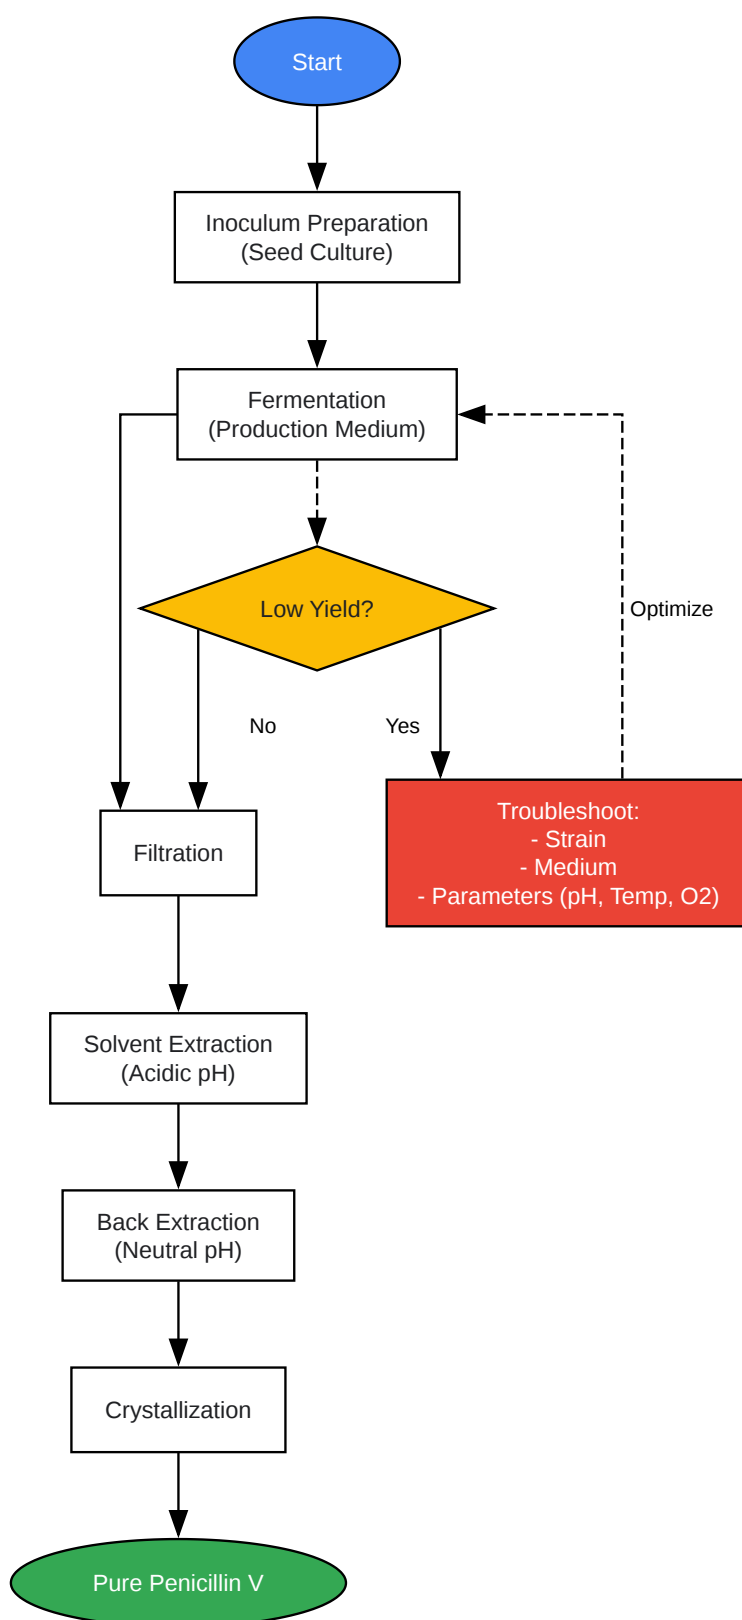 Start
Inoculum Preparation
(Seed Culture)
Fermentation
(Production Medium)
Low Yield?
Optimize
No
Yes
Troubleshoot:
- Strain
- Medium
- Parameters (pH, Temp, O2)
Filtration
Solvent Extraction
(Acidic pH)
Back Extraction
(Neutral pH)
Crystallization
Pure Penicillin V